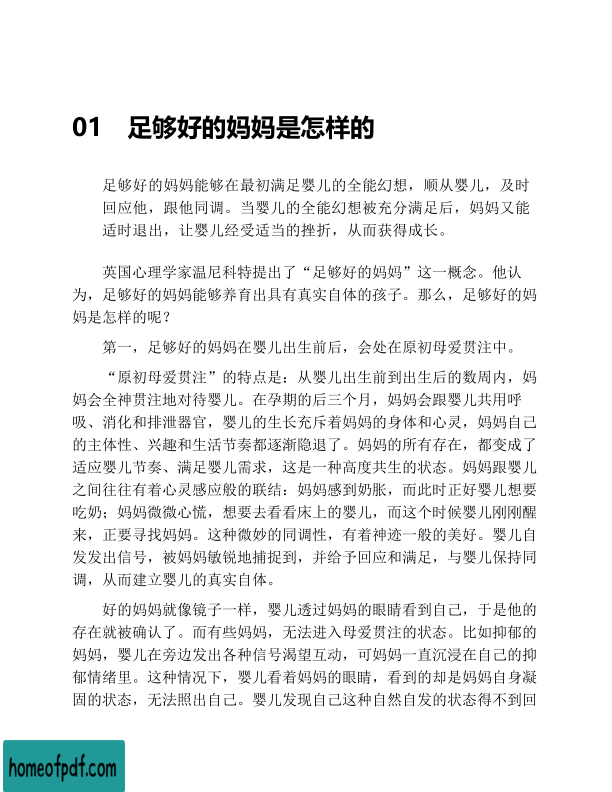 01 足够好的妈妈是怎样的
足够好的妈妈能够在最初满足婴儿的全能幻想，顺从婴儿，及时
回应他，跟他同调。当婴儿的全能幻想被充分满足后，妈妈又能
适时退出，让婴儿经受适当的挫折，从而获得成长。
英国心理学家温尼科特提出了“足够好的妈妈”这一概念。他认
为，足够好的妈妈能够养育出具有真实自体的孩子。那么，足够好的妈
妈是怎样的呢？
第一，足够好的妈妈在婴儿出生前后，会处在原初母爱贯注中。
“原初母爱贯注”的特点是：从婴儿出生前到出生后的数周内，妈
妈会全神贯注地对待婴儿。在孕期的后三个月，妈妈会跟婴儿共用呼
吸、消化和排泄器官，婴儿的生长充斥着妈妈的身体和心灵，妈妈自己
的主体性、兴趣和生活节奏都逐渐隐退了。妈妈的所有存在，都变成了
适应婴儿节奏、满足婴儿需求，这是一种高度共生的状态。妈妈跟婴儿
之间往往有着心灵感应般的联结：妈妈感到奶胀，而此时正好婴儿想要
吃奶；妈妈微微心慌，想要去看看床上的婴儿，而这个时候婴儿刚刚醒
来，正要寻找妈妈。这种微妙的同调性，有着神迹一般的美好。婴儿自
发发出信号，被妈妈敏锐地捕捉到，并给予回应和满足，与婴儿保持同
调，从而建立婴儿的真实自体。
好的妈妈就像镜子一样，婴儿透过妈妈的眼睛看到自己，于是他的
存在就被确认了。而有些妈妈，无法进入母爱贯注的状态。比如抑郁的
妈妈，婴儿在旁边发出各种信号渴望互动，可妈妈一直沉浸在自己的抑
郁情绪里。这种情况下，婴儿看着妈妈的眼睛，看到的却是妈妈自身凝
固的状态，无法照出自己。婴儿发现自己这种自然自发的状态得不到回
homeofpdf.com